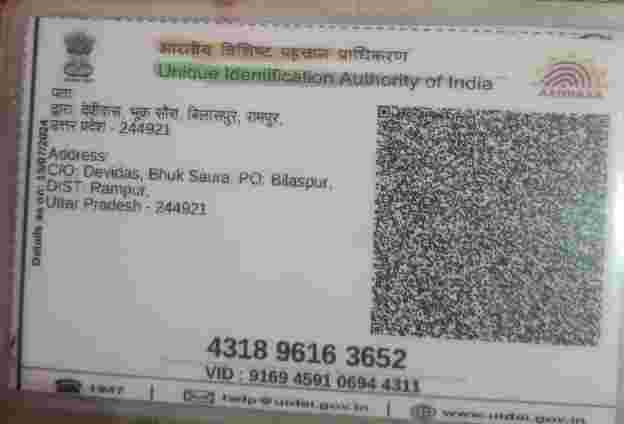 भारतीय विशिष्ट पहचान प्राधिकरण
Unique Identification Authority of India
AADHAAR
पता
द्वारा: देवीदास, भूक सौरा, बिलासपुर, रामपुर,
उत्तर प्रदेश - 244921
Address:
C/O: Devidas, Bhuk Saura, PO: Bilaspur,
DIST: Rampur,
Uttar Pradesh - 244921
Details as on: 15/07/2024
4318 9616 3652
VID : 9169 4591 0694 4311
1947 | help@uidai.gov.in | www.uidai.gov.in